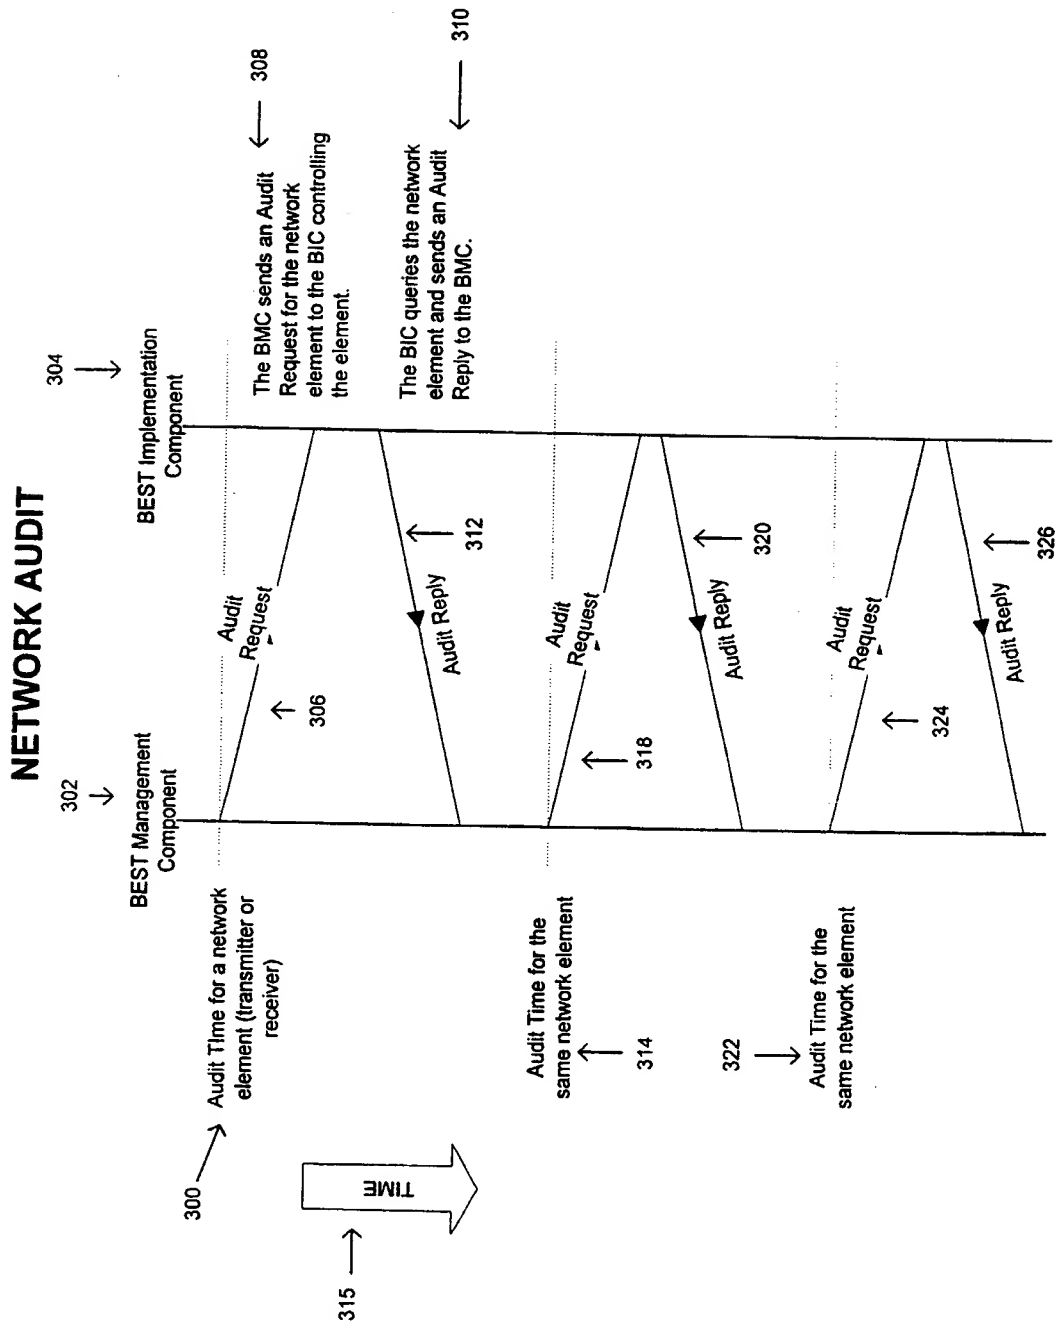 NETWORK AUDIT
302
304
BEST Management
Component
BEST Implementation
Component
300
Audit TIme for a network
element (transmitter or
receiver)
Audit
Request
306
The BMC sends an Audit
Request for the network
element to the BIC controlling
the element.
308
The BIC queries the network
element and sends an Audit
Reply to the BMC.
310
312
Audit Reply
315
TIME
Audit Time for the
same network element
314
Audit
Request
318
320
Audit Reply
322
Audit Time for the
same network element
Audit
Request
324
326
Audit Reply